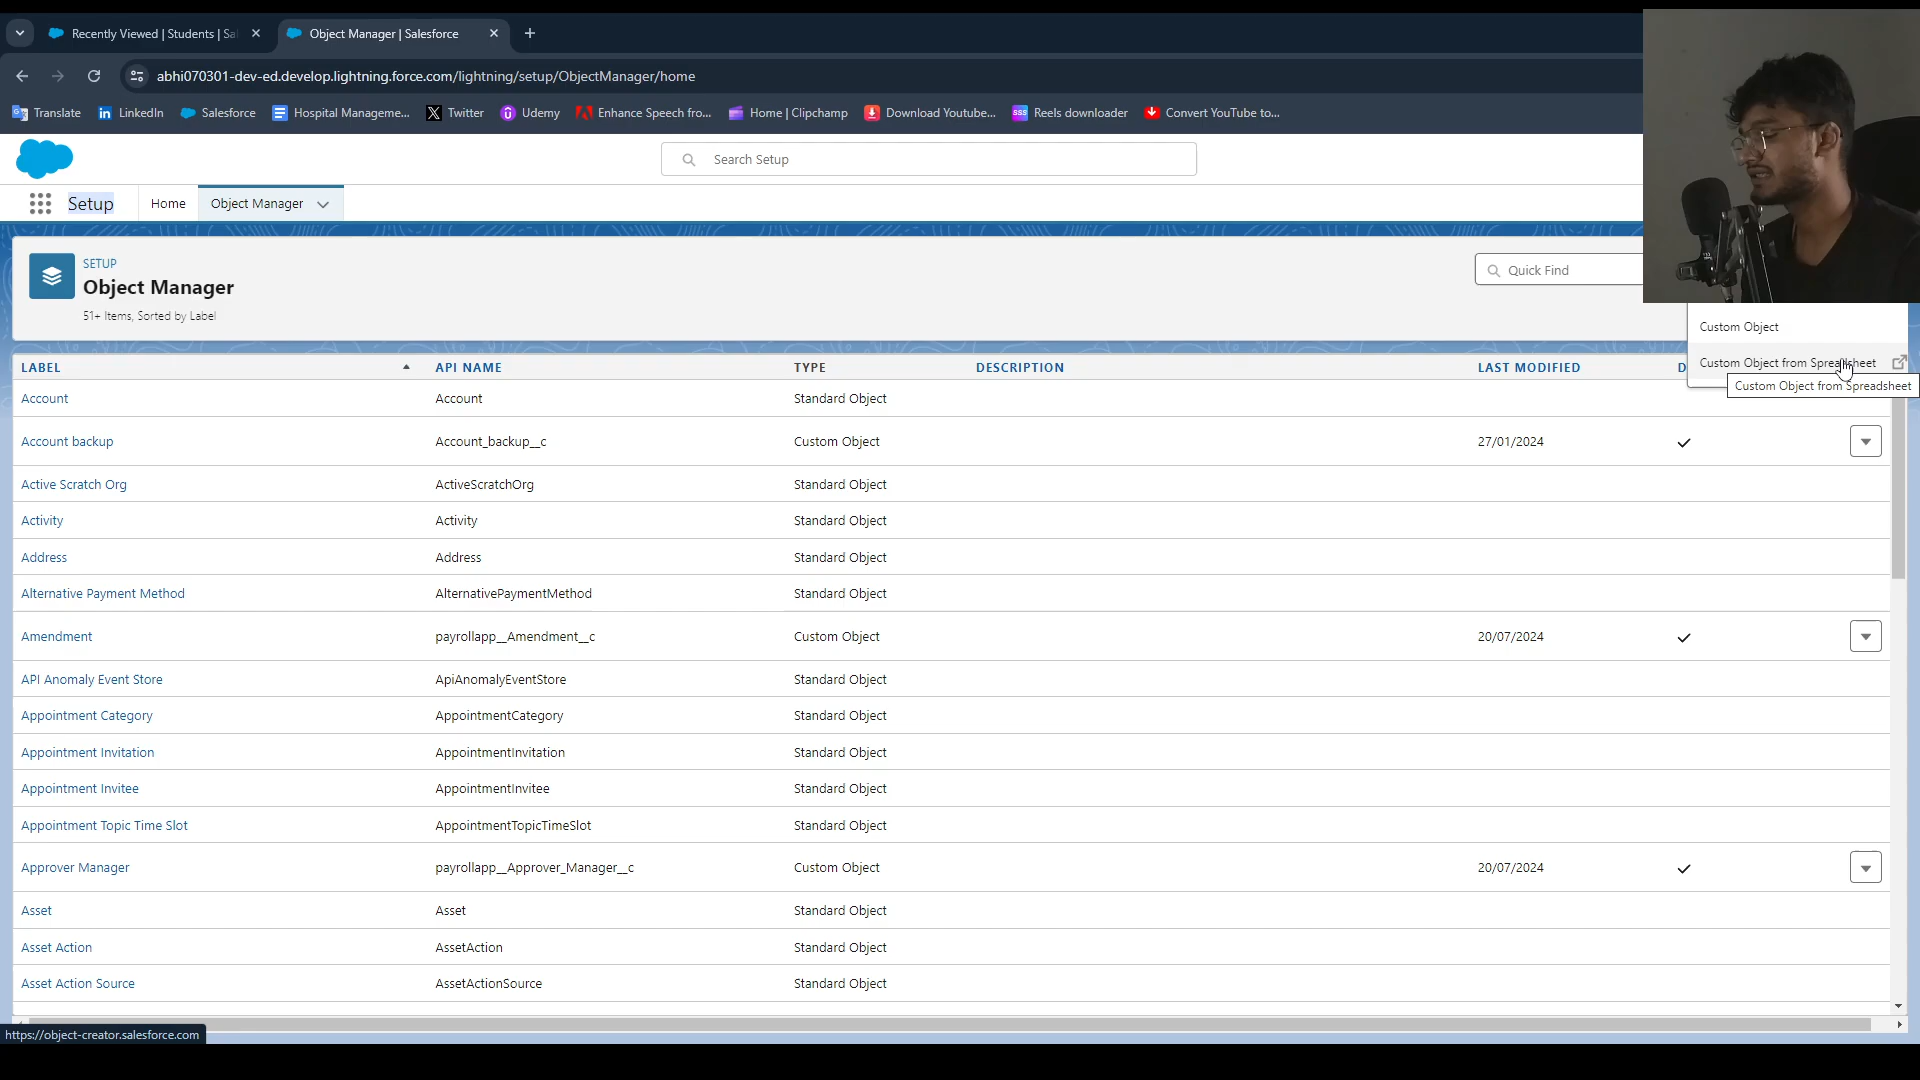 Recently Viewed | Students | Sa
Object Manager | Salesforce
abhi070301-dev-ed.develop.lightning.force.com/lightning/setup/ObjectManager/home
Translate LinkedIn Salesforce Hospital Manageme... Twitter Udemy Enhance Speech fro... Home | Clipchamp Download Youtube... Reels downloader Convert YouTube to...
Search Setup
Setup Home Object Manager
SETUP
Object Manager
51+ Items, Sorted by Label
Quick Find
Custom Object
Custom Object from Spreadsheet
Custom Object from Spreadsheet
LABEL API NAME TYPE DESCRIPTION LAST MODIFIED D
Account Account Standard Object
Account backup Account_backup__c Custom Object 27/01/2024
Active Scratch Org ActiveScratchOrg Standard Object
Activity Activity Standard Object
Address Address Standard Object
Alternative Payment Method AlternativePaymentMethod Standard Object
Amendment payrollapp__Amendment__c Custom Object 20/07/2024
API Anomaly Event Store ApiAnomalyEventStore Standard Object
Appointment Category AppointmentCategory Standard Object
Appointment Invitation AppointmentInvitation Standard Object
Appointment Invitee AppointmentInvitee Standard Object
Appointment Topic Time Slot AppointmentTopicTimeSlot Standard Object
Approver Manager payrollapp__Approver_Manager__c Custom Object 20/07/2024
Asset Asset Standard Object
Asset Action AssetAction Standard Object
Asset Action Source AssetActionSource Standard Object
https://object-creator.salesforce.com